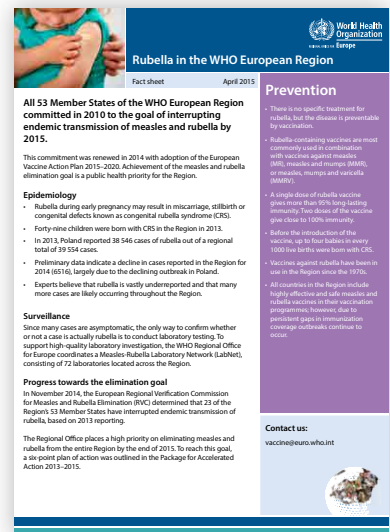 World Health
Organization
REGIONAL OFFICE FOR Europe
Rubella in the WHO European Region
Fact sheet
April 2015
All 53 Member States of the WHO European Region
committed in 2010 to the goal of interrupting
endemic transmission of measles and rubella by
2015.
This commitment was renewed in 2014 with adoption of the European
Vaccine Action Plan 2015–2020. Achievement of the measles and rubella
elimination goal is a public health priority for the Region.
Epidemiology
• Rubella during early pregnancy may result in miscarriage, stillbirth or
congenital defects known as congenital rubella syndrome (CRS).
• Forty-nine children were born with CRS in the Region in 2013.
• In 2013, Poland reported 38 546 cases of rubella out of a regional
total of 39 554 cases.
• Preliminary data indicate a decline in cases reported in the Region for
2014 (6516), largely due to the declining outbreak in Poland.
• Experts believe that rubella is vastly underreported and that many
more cases are likely occurring throughout the Region.
Surveillance
Since many cases are asymptomatic, the only way to confirm whether
or not a case is actually rubella is to conduct laboratory testing. To
support high-quality laboratory investigation, the WHO Regional Office
for Europe coordinates a Measles-Rubella Laboratory Network (LabNet),
consisting of 72 laboratories located across the Region.
Progress towards the elimination goal
In November 2014, the European Regional Verification Commission
for Measles and Rubella Elimination (RVC) determined that 23 of the
Region's 53 Member States have interrupted endemic transmission of
rubella, based on 2013 reporting.
The Regional Office places a high priority on eliminating measles and
rubella from the entire Region by the end of 2015. To reach this goal,
a six-point plan of action was outlined in the Package for Accelerated
Action 2013–2015.
Prevention
• There is no specific treatment for
rubella, but the disease is preventable
by vaccination.
• Rubella-containing vaccines are most
commonly used in combination
with vaccines against measles
(MR), measles and mumps (MMR),
or measles, mumps and varicella
(MMRV).
• A single dose of rubella vaccine
gives more than 95% long-lasting
immunity. Two doses of the vaccine
give close to 100% immunity.
• Before the introduction of the
vaccine, up to four babies in every
1000 live births were born with CRS.
• Vaccines against rubella have been in
use in the Region since the 1970s.
• All countries in the Region include
highly effective and safe measles and
rubella vaccines in their vaccination
programmes; however, due to
persistent gaps in immunization
coverage outbreaks continue to
occur.
Contact us:
vaccine@euro.who.int